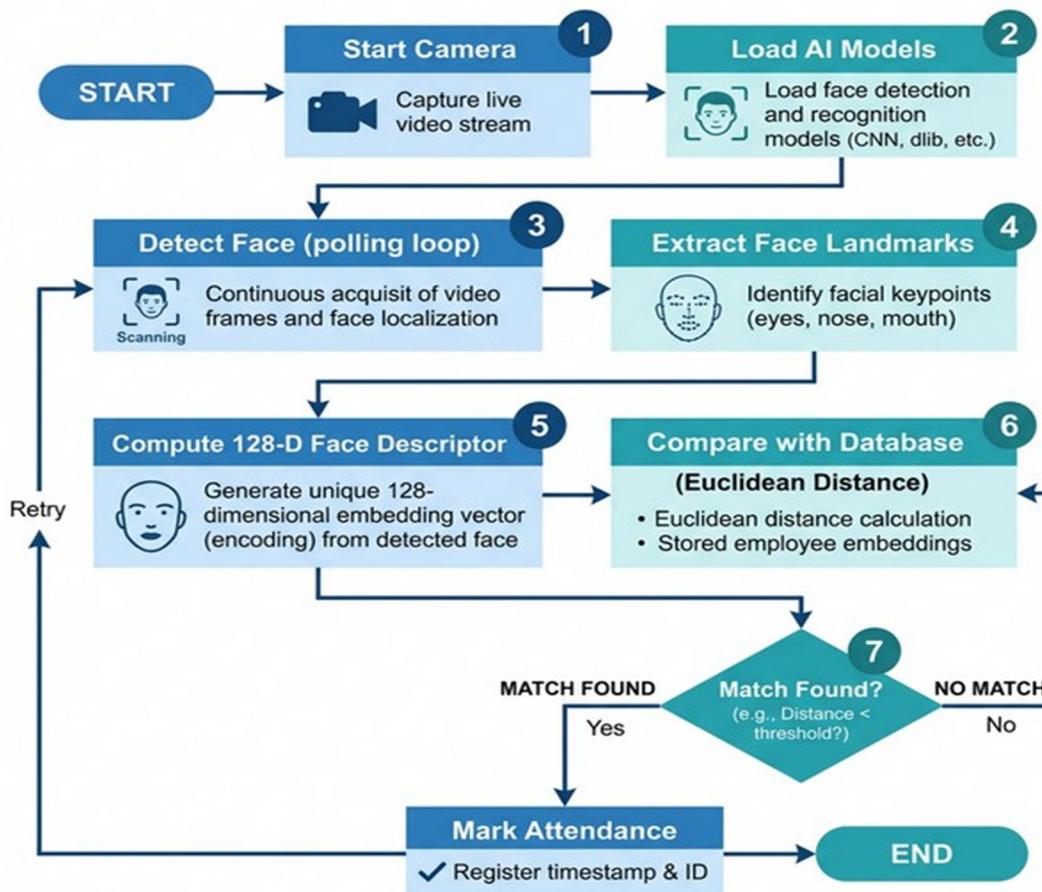 START
Start Camera
1
Capture live
video stream
Load AI Models
2
Load face detection
and recognition
models (CNN, dlib, etc.)
Detect Face (polling loop)
3
Scanning
Continuous acquisit of video
frames and face localization
Extract Face Landmarks
4
Identify facial keypoints
(eyes, nose, mouth)
Compute 128-D Face Descriptor
5
Generate unique 128-
dimensional embedding vector
(encoding) from detected face
Compare with Database
6
(Euclidean Distance)
• Euclidean distance calculation
• Stored employee embeddings
Retry
7
Match Found?
(e.g., Distance <
threshold?)
MATCH FOUND
Yes
NO MATCH
No
Mark Attendance
✓ Register timestamp & ID
END